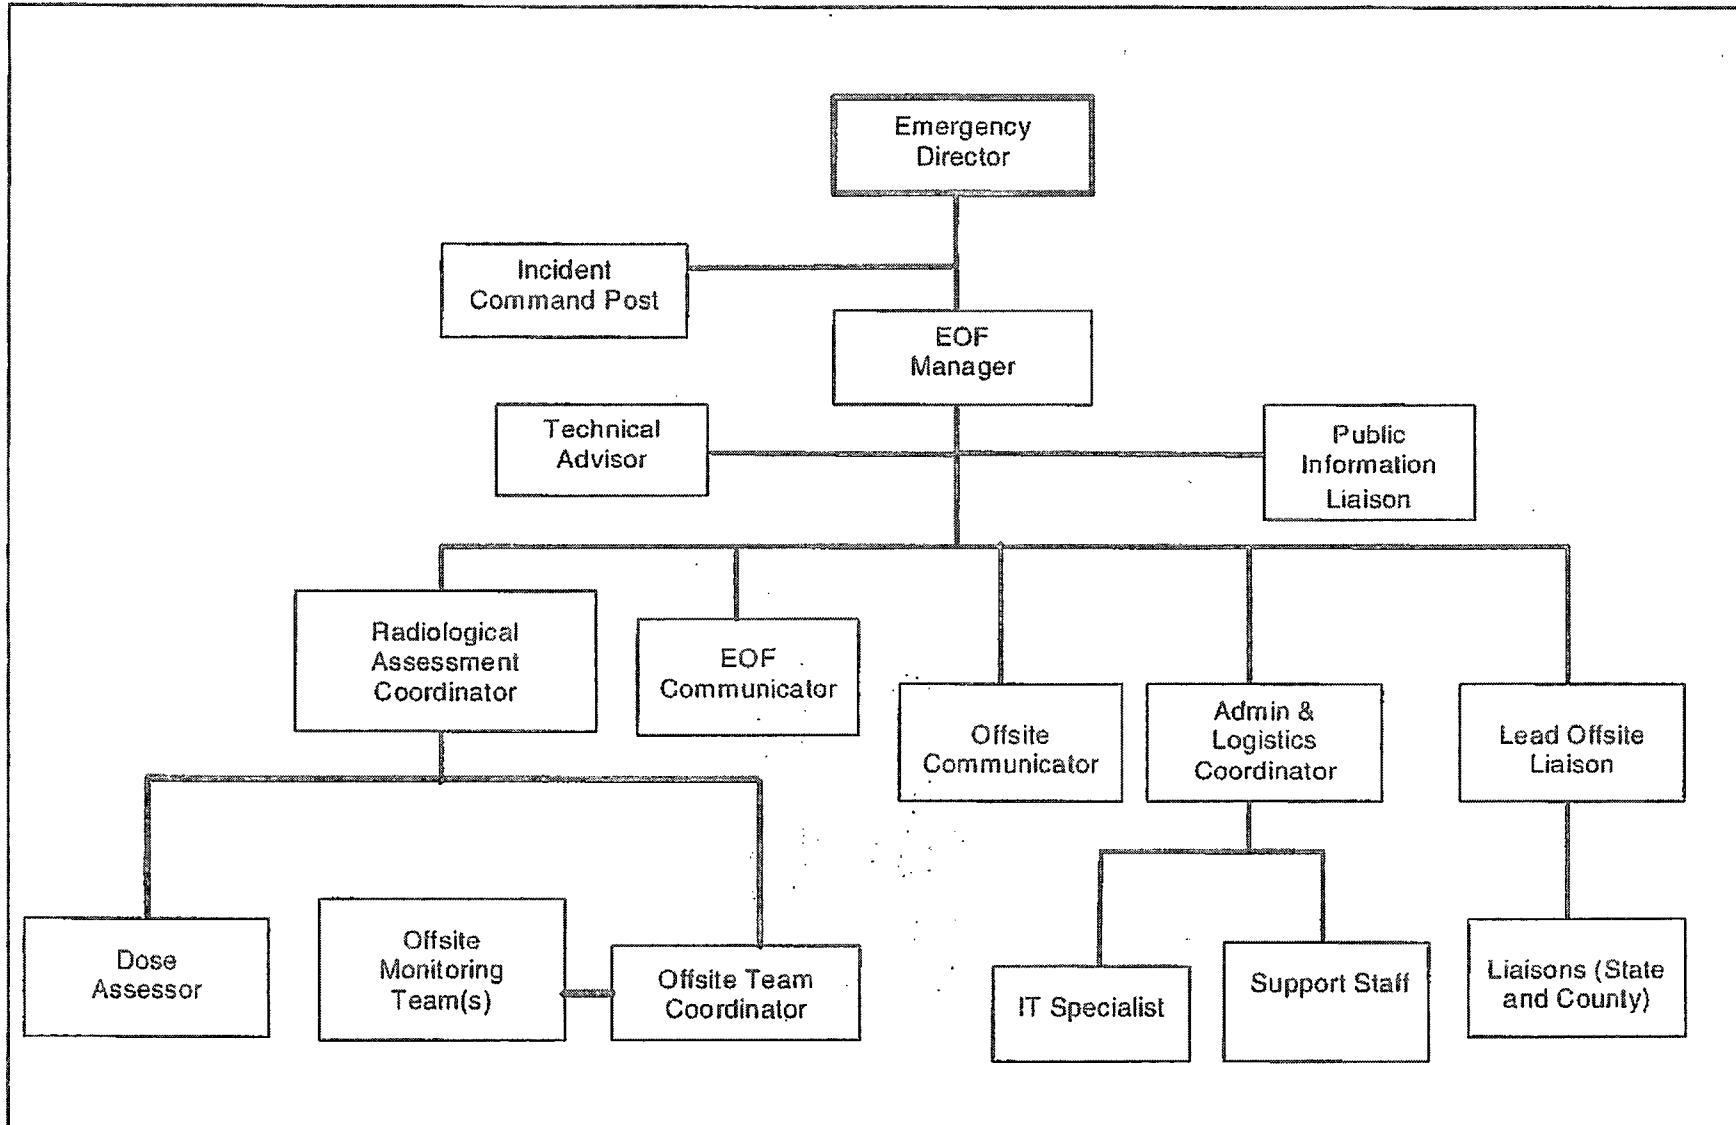 Emergency
Director
Incident
Command Post
EOF
Manager
Technical
Advisor
Public
Information
Liaison
Radiological
Assessment
Coordinator
EOF
Communicator
Offsite
Communicator
Admin &
Logistics
Coordinator
Lead Offsite
Liaison
Dose
Assessor
Offsite
Monitoring
Team(s)
Offsite Team
Coordinator
IT Specialist
Support Staff
Liaisons (State
and County)